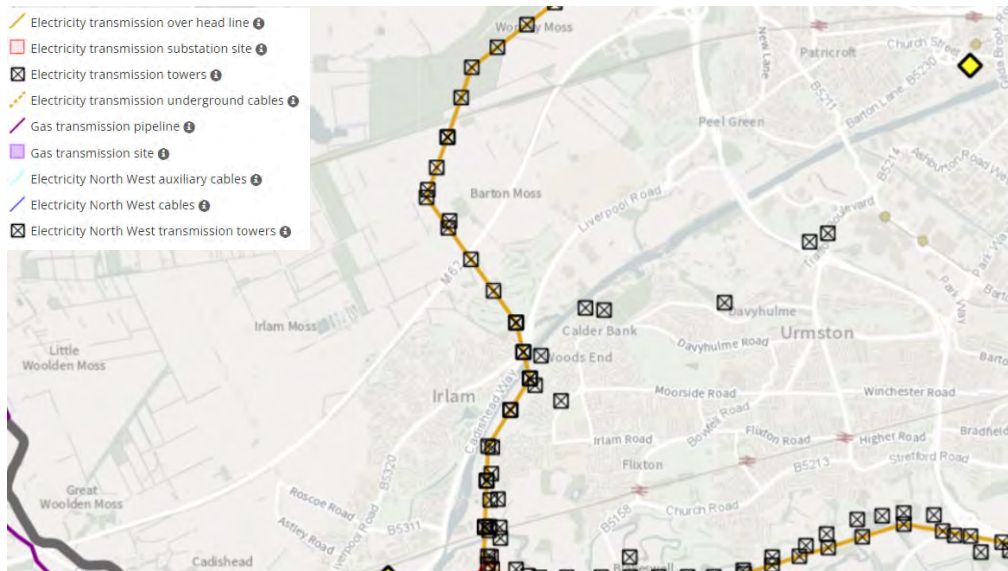 Electricity transmission over head line
Electricity transmission substation site
Electricity transmission towers
Electricity transmission underground cables
Gas transmission pipeline
Gas transmission site
Electricity North West auxiliary cables
Electricity North West cables
Electricity North West transmission towers
Patricroft
Church Street
New Lane
B5230
Barton Lane
B5211
Peel Green
B5214
Barton Moss
Liverpool Road
M62
Irlam Moss
Calder Bank
Davyhulme
Urmston
Park Way
Little
Woolden Moss
Davyhulme Road
Woods End
Irlam
Cadishead Way
Moorside Road
Winchester Road
Irlam Road
Bowfell Road
Flixton Road
Higher Road
Bradfield
Stretford Road
B5213
Flixton
B5320
Great
Woolden Moss
Roscoe Road
Astley Road
Liverpool Road
B5311
B5158
Church Road
Cadishead